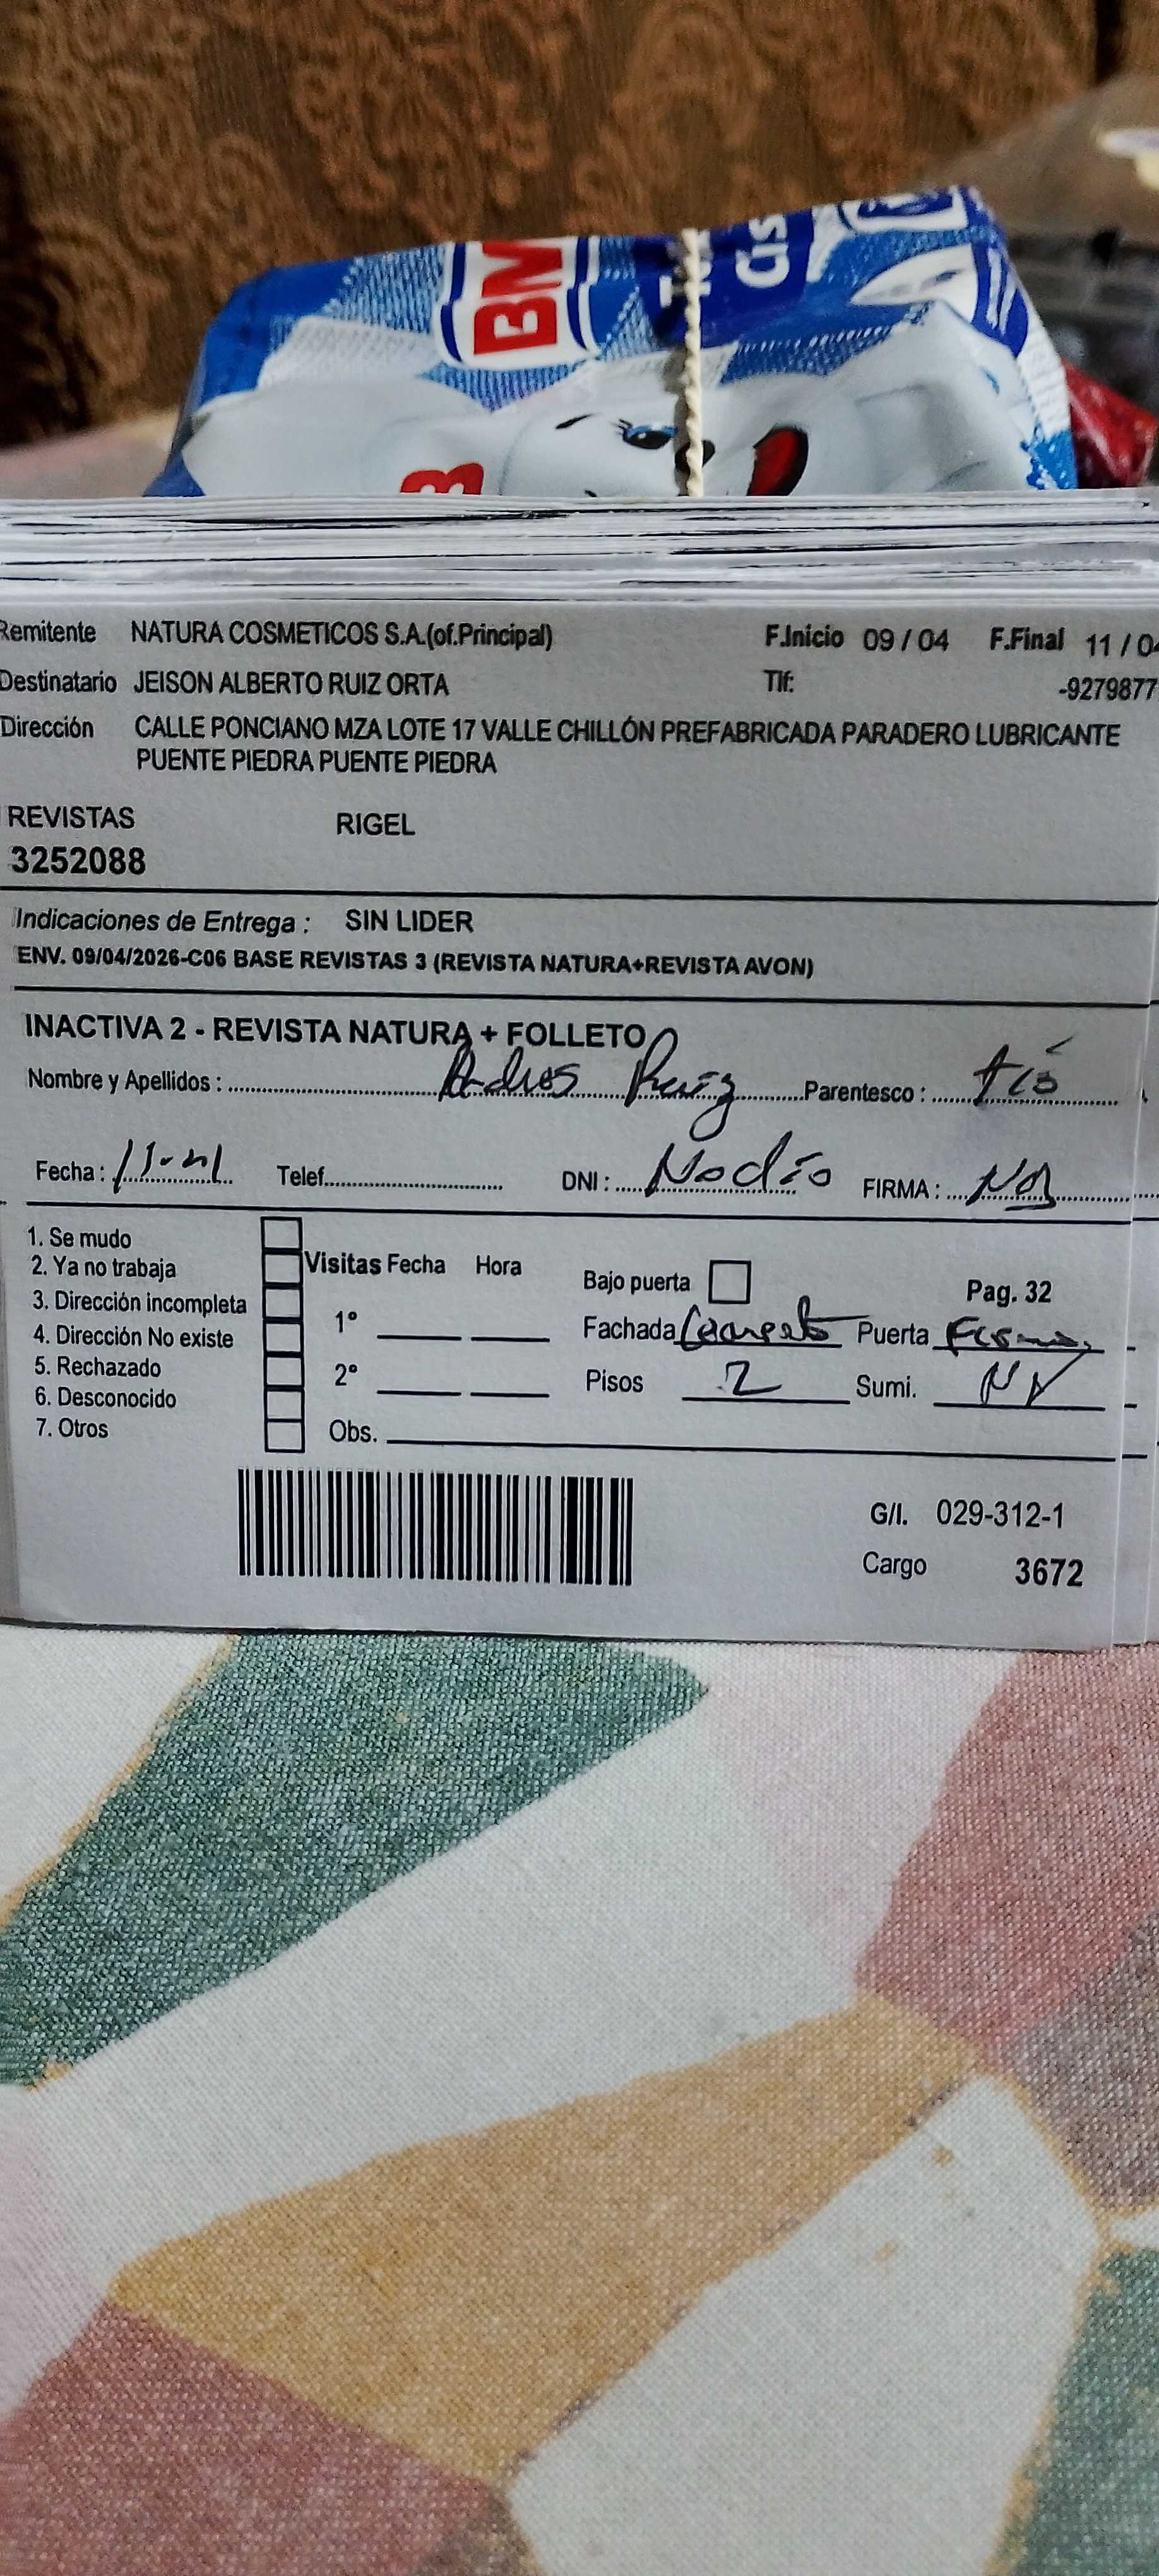 BM
Remitente NATURA COSMETICOS S.A.(of.Principal) F.Inicio 09 / 04 F.Final 11 / 04
Destinatario JEISON ALBERTO RUIZ ORTA Tlf: -9279877
Dirección CALLE PONCIANO MZA LOTE 17 VALLE CHILLÓN PREFABRICADA PARADERO LUBRICANTE
PUENTE PIEDRA PUENTE PIEDRA
REVISTAS RIGEL
3252088
Indicaciones de Entrega : SIN LIDER
ENV. 09/04/2026-C06 BASE REVISTAS 3 (REVISTA NATURA+REVISTA AVON)
INACTIVA 2 - REVISTA NATURA + FOLLETO
Nombre y Apellidos : Ruiz Parentesco : tío
Fecha : Telef. DNI : No dio FIRMA : No
1. Se mudo
2. Ya no trabaja Visitas Fecha Hora Bajo puerta Pag. 32
3. Dirección incompleta 1° Fachada Puerta
4. Dirección No existe
5. Rechazado 2° Pisos 2 Sumi. NV
6. Desconocido
7. Otros Obs.
G/I. 029-312-1
Cargo 3672